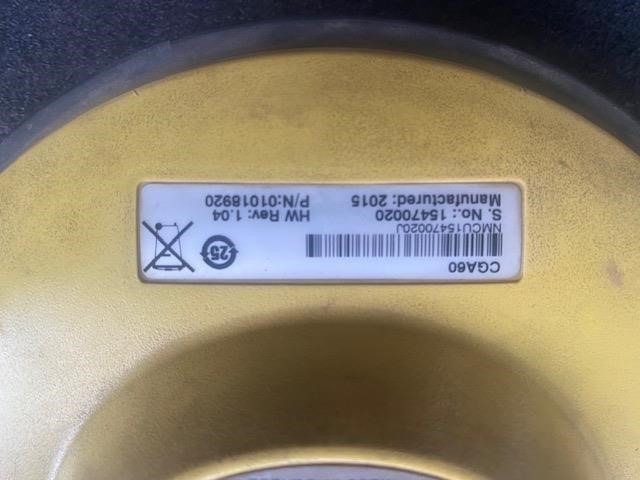 CGA60
NMCU15470020J
S. No.: 15470020 HW Rev: 1.04
Manufactured: 2015 P/N:01018920
25